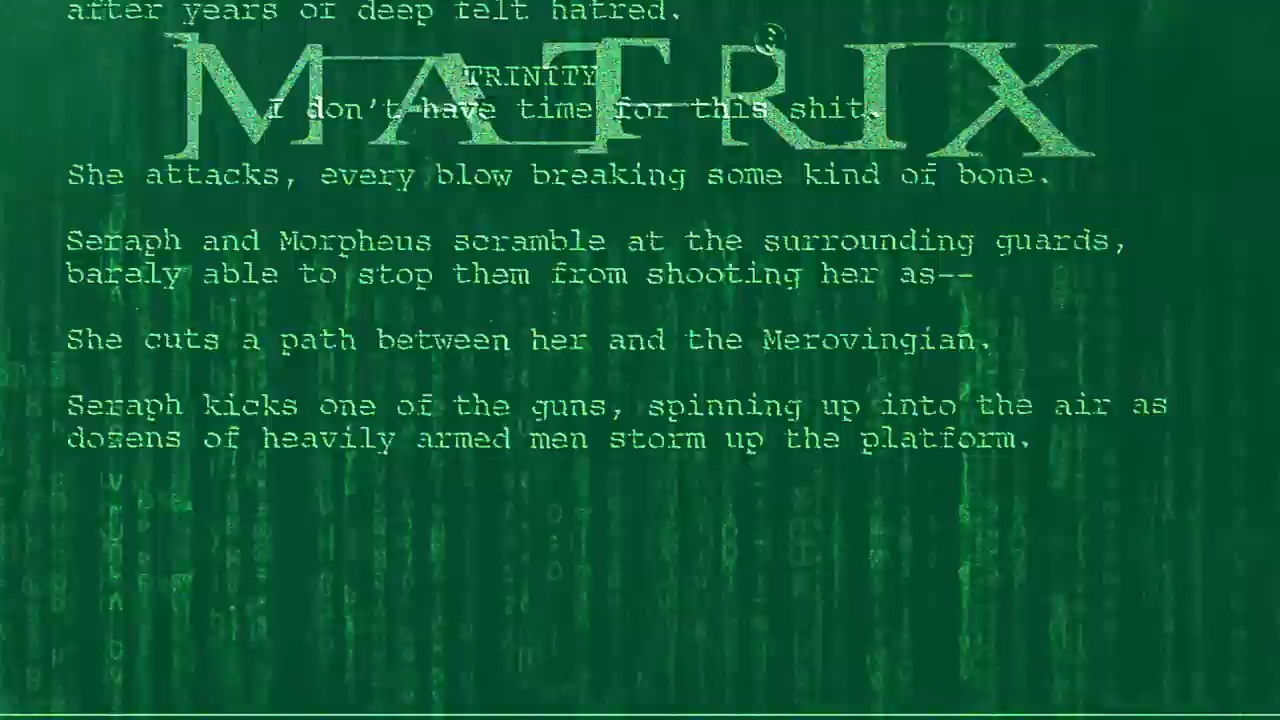 after years of deep felt hatred.
MATRIX
TRINITY
I don't have time for this shit.
She attacks, every blow breaking some kind of bone.
Seraph and Morpheus scramble at the surrounding guards,
barely able to stop them from shooting her as--
She cuts a path between her and the Merovingian.
Seraph kicks one of the guns, spinning up into the air as
dozens of heavily armed men storm up the platform.